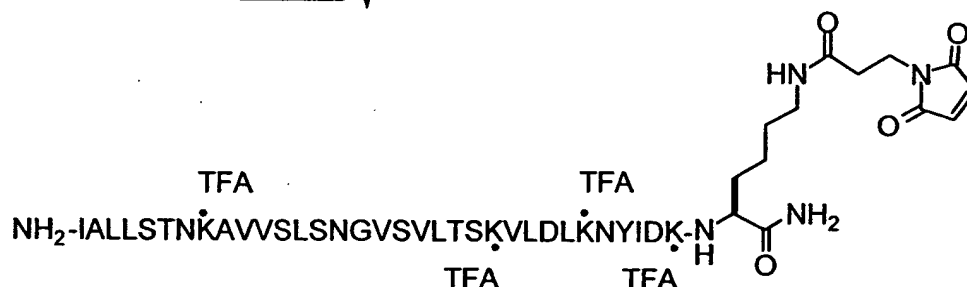 O
HN
N
O
O
TFA
TFA
NH2-IALLSTNKAVVSLSNGVSVLTSKVLDLKNYIDK-N
H
NH2
O
TFA
TFA